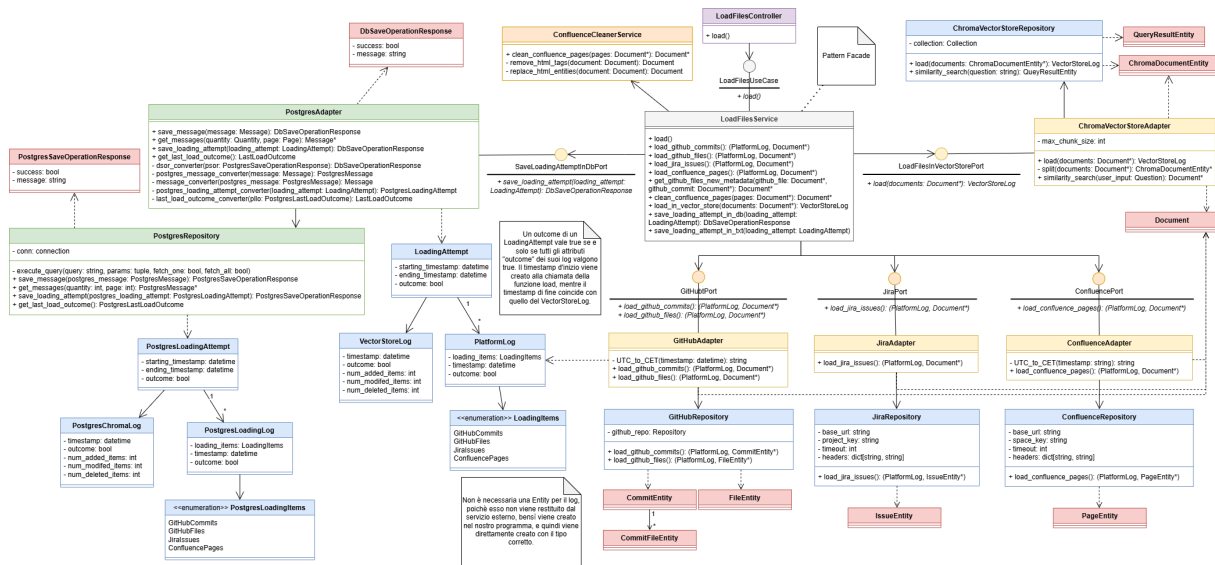 LoadFilesController
+ load()
LoadFilesUseCase
+ load()
DbSaveOperationResponse
- success: bool
- message: string
ConfluenceCleanerService
+ clean_confluence_pages(pages: Document*): Document*
- remove_html_tags(document: Document): Document
- replace_html_entities(document: Document): Document
Pattern Facade
ChromaVectorStoreRepository
- collection: Collection
+ load(documents: ChromaDocumentEntity*): VectorStoreLog
+ similarity_search(question: string): QueyResultEntity
QueryResultEntity
ChromaDocumentEntity
PostgresAdapter
+ save_message(message: Message): DbSaveOperationResponse
+ get_messages(quantity: Quantity, page: Page): Message*
+ save_loading_attempt(loading_attempt: LoadingAttempt): DbSaveOperationResponse
+ get_last_load_outcome(): LastLoadOutcome
- dsor_converter(psor: PostgresSaveOperationResponse): DbSaveOperationResponse
- postgres_message_converter(message: Message): PostgresMessage
- message_converter(postgres_message: PostgresMessage): Message
- postgres_loading_attempt_converter(loading_attempt: LoadingAttempt): PostgresLoadingAttempt
- last_load_outcome_converter(pllo: PostgresLastLoadOutcome): LastLoadOutcome
PostgresSaveOperationResponse
- success: bool
- message: string
SaveLoadingAttemptInDbPort
+ save_loading_attempt(loading_attempt:
LoadingAttempt): DbSaveOperationResponse
LoadFilesService
+ load()
+ load_github_commits(): (PlatformLog, Document*)
+ load_github_files(): (PlatformLog, Document*)
+ load_jira_issues(): (PlatformLog, Document*)
+ load_confluence_pages(): (PlatformLog, Document*)
+ get_github_files_new_metadata(github_file: Document*,
github_commit: Document*): Document*
+ clean_confluence_pages(pages: Document*): Document*
+ load_in_vector_store(documents: Document*): VectorStoreLog
+ save_loading_attempt_in_db(loading_attempt:
LoadingAttempt): DbSaveOperationResponse
+ save_loading_attempt_in_txt(loading_attempt: LoadingAttempt)
LoadFilesInVectorStorePort
+ load(documents: Document*): VectorStoreLog
ChromaVectorStoreAdapter
- max_chunk_size: int
+ load(documents: Document*): VectorStoreLog
- split(documents: Document*): ChromaDocumentEntity*
+ similarity_search(user_input: Question): Document*
Document
PostgresRepository
- conn: connection
- execute_query(query: string, params: tuple, fetch_one: bool, fetch_all: bool)
+ save_message(postgres_message: PostgresMessage): PostgresSaveOperationResponse
+ get_messages(quantity: int, page: int): PostgresMessage*
+ save_loading_attempt(postgres_loading_attempt: PostgresLoadingAttempt): PostgresSaveOperationResponse
+ get_last_load_outcome(): PostgresLastLoadOutcome
LoadingAttempt
- starting_timestamp: datetime
- ending_timestamp: datetime
- outcome: bool
1
*
Un outcome di un
LoadingAttempt vale true se e
solo se tutti gli attributi
"outcome" dei suoi log valgono
true. Il timestamp d'inizio viene
creato alla chiamata della
funzione load, mentre il
timestamp di fine coincide con
quello del VectorStoreLog.
GitHubtPort
+ load_github_commits(): (PlatformLog, Document*)
+ load_github_files(): (PlatformLog, Document*)
JiraPort
+ load_jira_issues(): (PlatformLog, Document*)
ConfluencePort
+ load_confluence_pages(): (PlatformLog, Document*)
PostgresLoadingAttempt
- starting_timestamp: datetime
- ending_timestamp: datetime
- outcome: bool
1
*
VectorStoreLog
- timestamp: datetime
- outcome: bool
- num_added_items: int
- num_modifed_items: int
- num_deleted_items: int
PlatformLog
- loading_items: LoadingItems
- timestamp: datetime
- outcome: bool
GitHubAdapter
- UTC_to_CET(timestamp: datetime): string
+ load_github_commits(): (PlatformLog, Document*)
+ load_github_files(): (PlatformLog, Document*)
JiraAdapter
+ load_jira_issues(): (PlatformLog, Document*)
ConfluenceAdapter
- UTC_to_CET(timestamp: string): string
+ load_confluence_pages(): (PlatformLog, Document*)
PostgresChromaLog
- timestamp: datetime
- outcome: bool
- num_added_items: int
- num_modifed_items: int
- num_deleted_items: int
PostgresLoadingLog
- loading_items: LoadingItems
- timestamp: datetime
- outcome: bool
<<enumeration>> LoadingItems
GitHubCommits
GitHubFiles
JiraIssues
ConfluencePages
GitHubRepository
- github_repo: Repository
+ load_github_commits(): (PlatformLog, CommitEntity*)
+ load_github_files(): (PlatformLog, FileEntity*)
JiraRepository
- base_url: string
- project_key: string
- timeout: int
- headers: dict[string, string]
+ load_jira_issues(): (PlatformLog, IssueEntity*)
ConfluenceRepository
- base_url: string
- space_key: string
- timeout: int
- headers: dict[string, string]
+ load_confluence_pages(): (PlatformLog, PageEntity*)
<<enumeration>> PostgresLoadingItems
GitHubCommits
GitHubFiles
JiraIssues
ConfluencePages
Non è necessaria una Entity per il log,
poichè esso non viene restituito dal
servizio esterno, bensì viene creato
nel nostro programma, e quindi viene
direttamente creato con il tipo
corretto.
CommitEntity
FileEntity
1
*
CommitFileEntity
IssueEntity
PageEntity